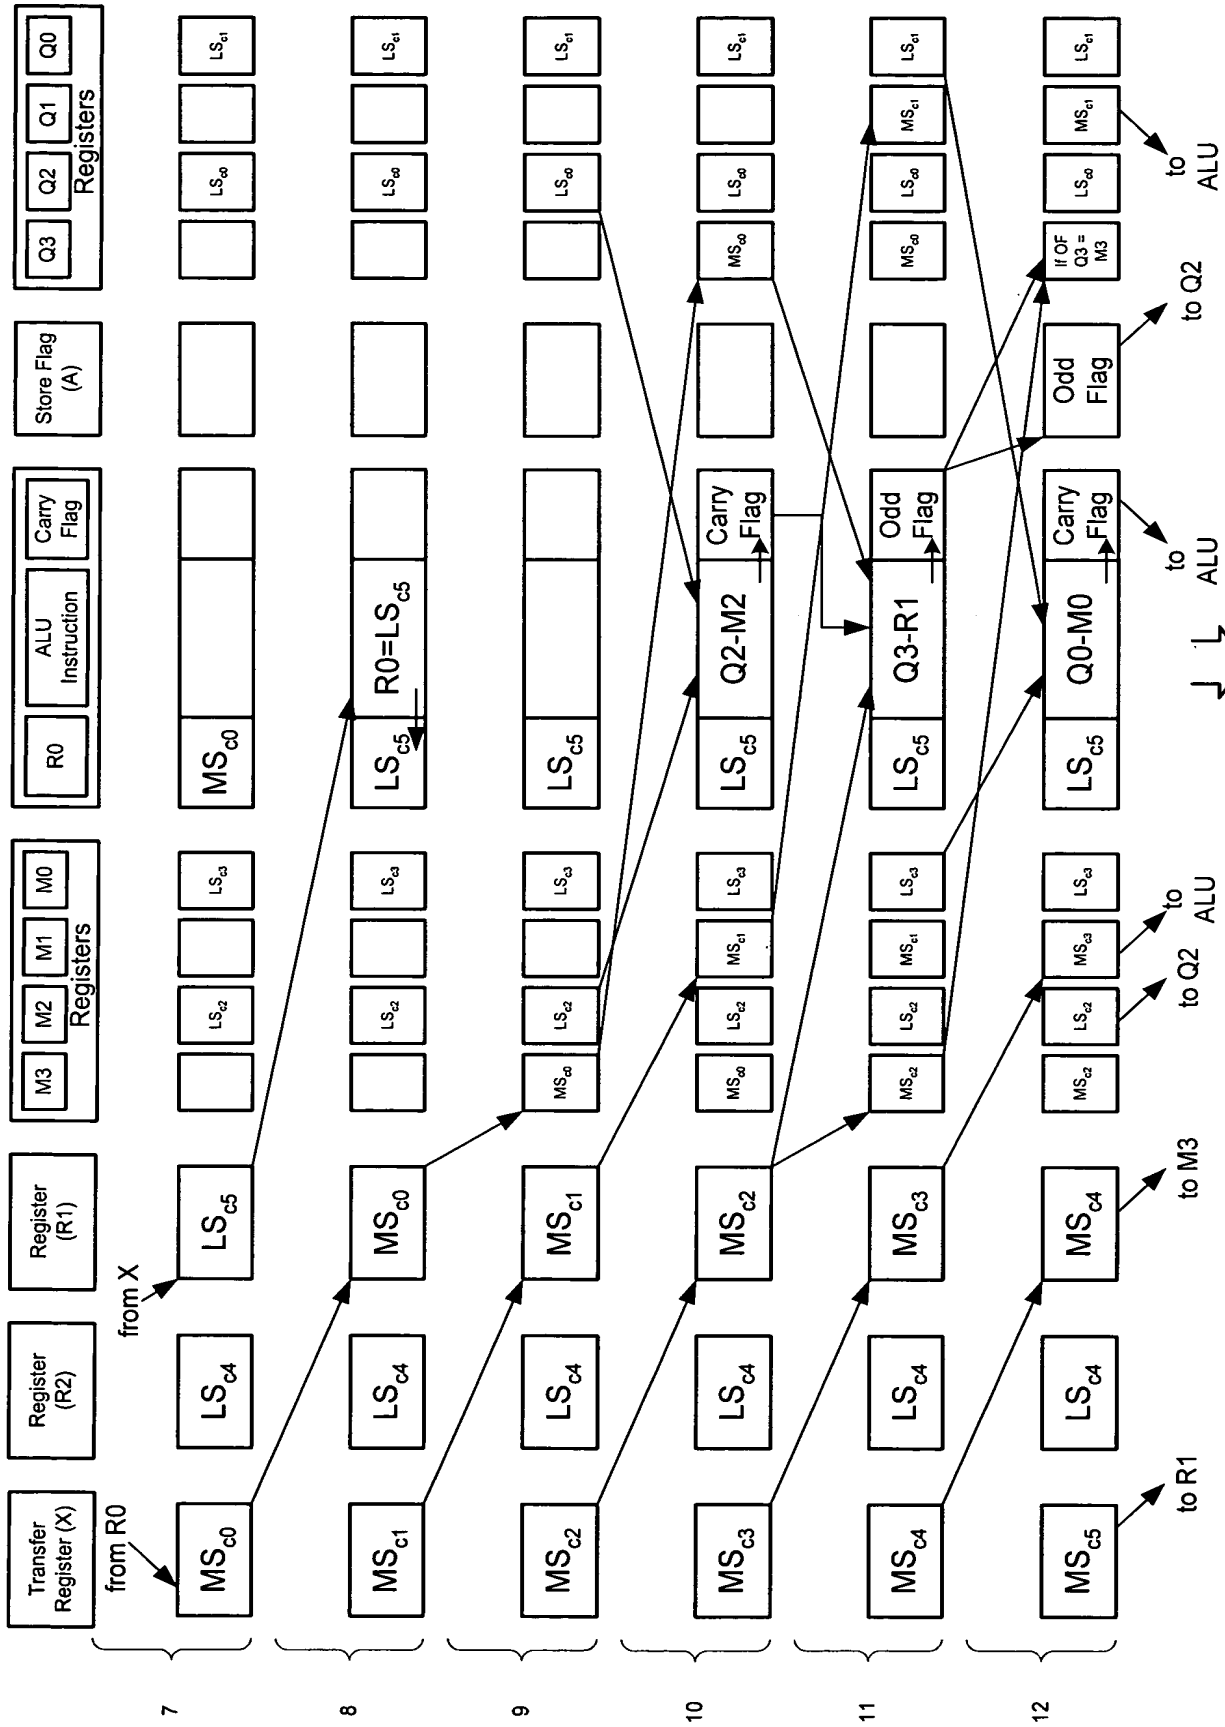 Transfer
Register (X)
Register
(R2)
Register
(R1)
M3
M2
M1
M0
Registers
R0
ALU
Instruction
Carry
Flag
Store Flag
(A)
Q3
Q2
Q1
Q0
Registers
from R0
from X
7
MSc0
LSc4
LSc5
LSc2
LSc3
MSc0
LSc0
LSc1
8
MSc1
LSc4
MSc0
LSc2
LSc3
LSc5
R0=LSc5
LSc0
LSc1
9
MSc2
LSc4
MSc1
MSc0
LSc2
LSc3
LSc5
LSc0
LSc1
10
MSc3
LSc4
MSc2
MSc0
LSc2
MSc1
LSc3
LSc5
Q2-M2
Carry
Flag
MSc0
LSc0
LSc1
11
MSc4
LSc4
MSc3
MSc2
LSc2
MSc1
LSc3
LSc5
Q3-R1
Odd
Flag
MSc0
LSc0
MSc1
LSc1
12
MSc5
LSc4
MSc4
MSc2
LSc2
MSc3
LSc3
LSc5
Q0-M0
Carry
Flag
Odd
Flag
If OF
Q3 =
M3
LSc0
MSc1
LSc1
to R1
to M3
to Q2
to
ALU
to
ALU
to Q2
to
ALU